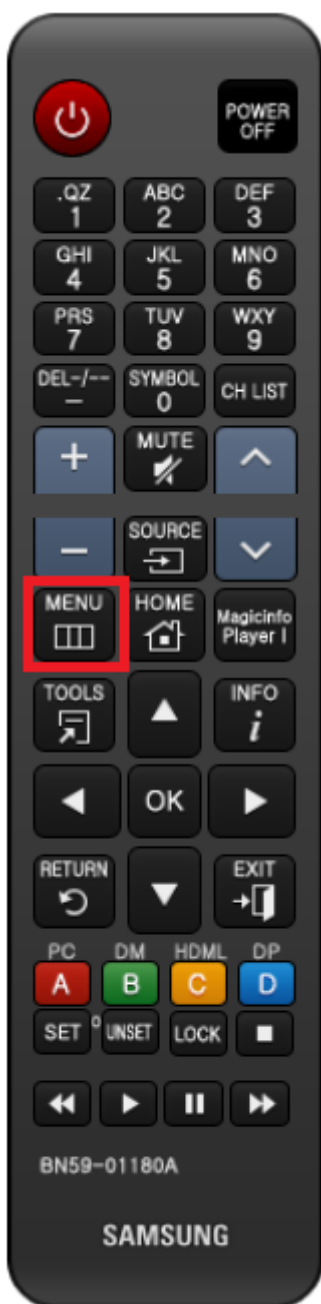 POWER OFF
.QZ ABC DEF
1 2 3
GHI JKL MNO
4 5 6
PRS TUV WXY
7 8 9
DEL-/-- SYMBOL CH LIST
– 0
+ MUTE
– SOURCE
MENU HOME Magicinfo Player I
TOOLS INFO
i
OK
RETURN EXIT
PC DM HDML DP
A B C D
SET UNSET LOCK
BN59-01180A
SAMSUNG